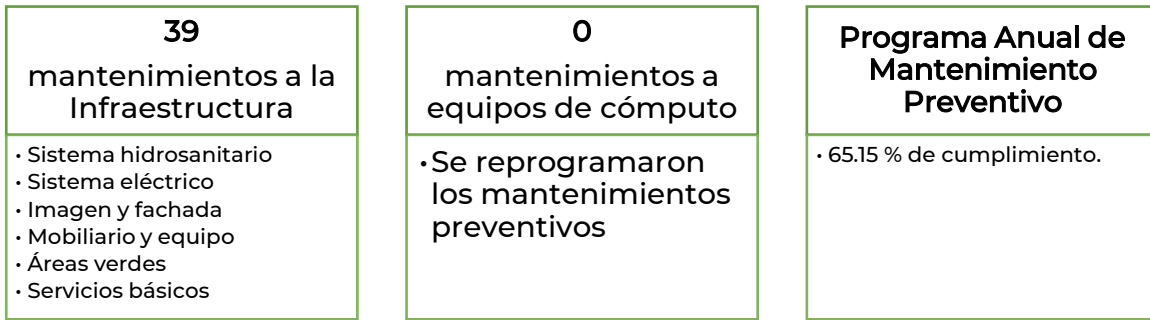 39
mantenimientos a la
Infraestructura
• Sistema hidrosanitario
• Sistema eléctrico
• Imagen y fachada
• Mobiliario y equipo
• Áreas verdes
• Servicios básicos
0
mantenimientos a
equipos de cómputo
• Se reprogramaron
los mantenimientos
preventivos
Programa Anual de
Mantenimiento
Preventivo
• 65.15 % de cumplimiento.